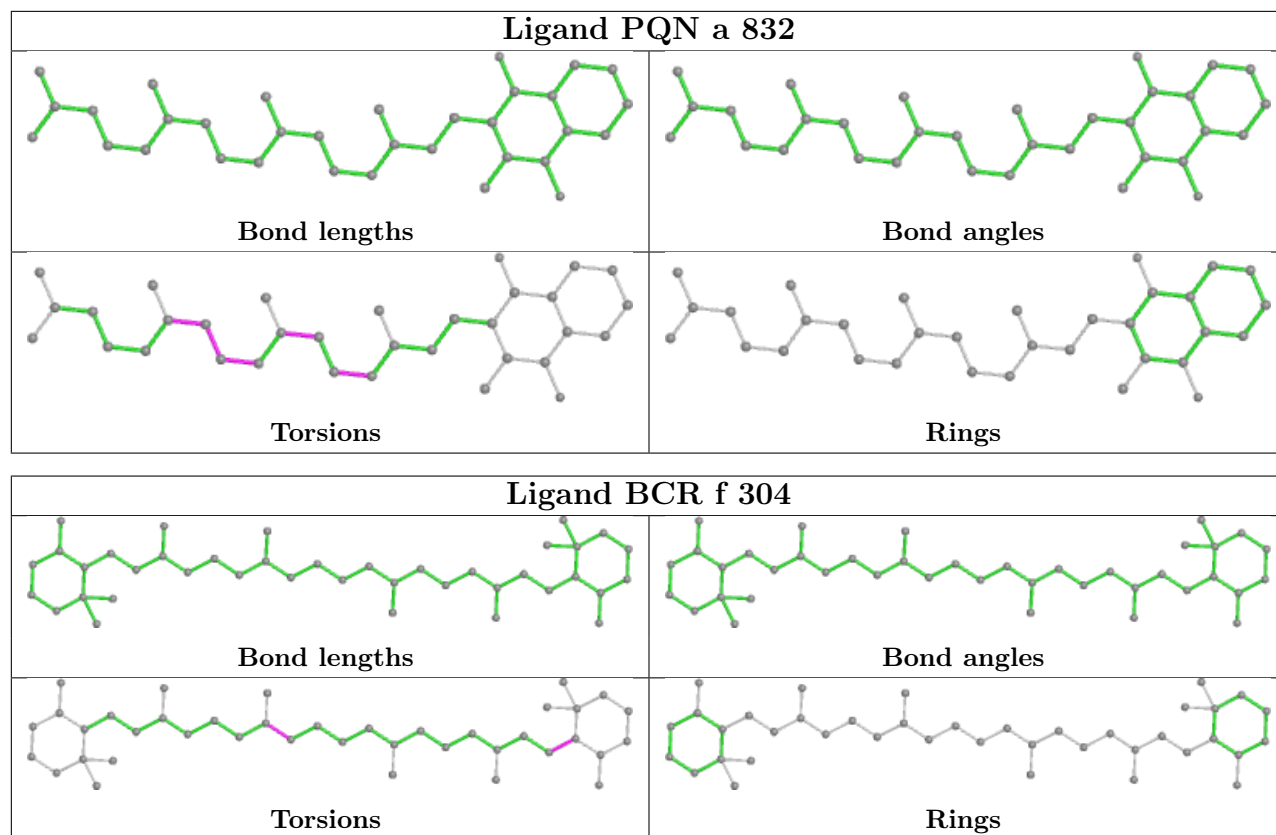 Ligand PQN a 832
Bond lengths
Bond angles
Torsions
Rings
Ligand BCR f 304
Bond lengths
Bond angles
Torsions
Rings